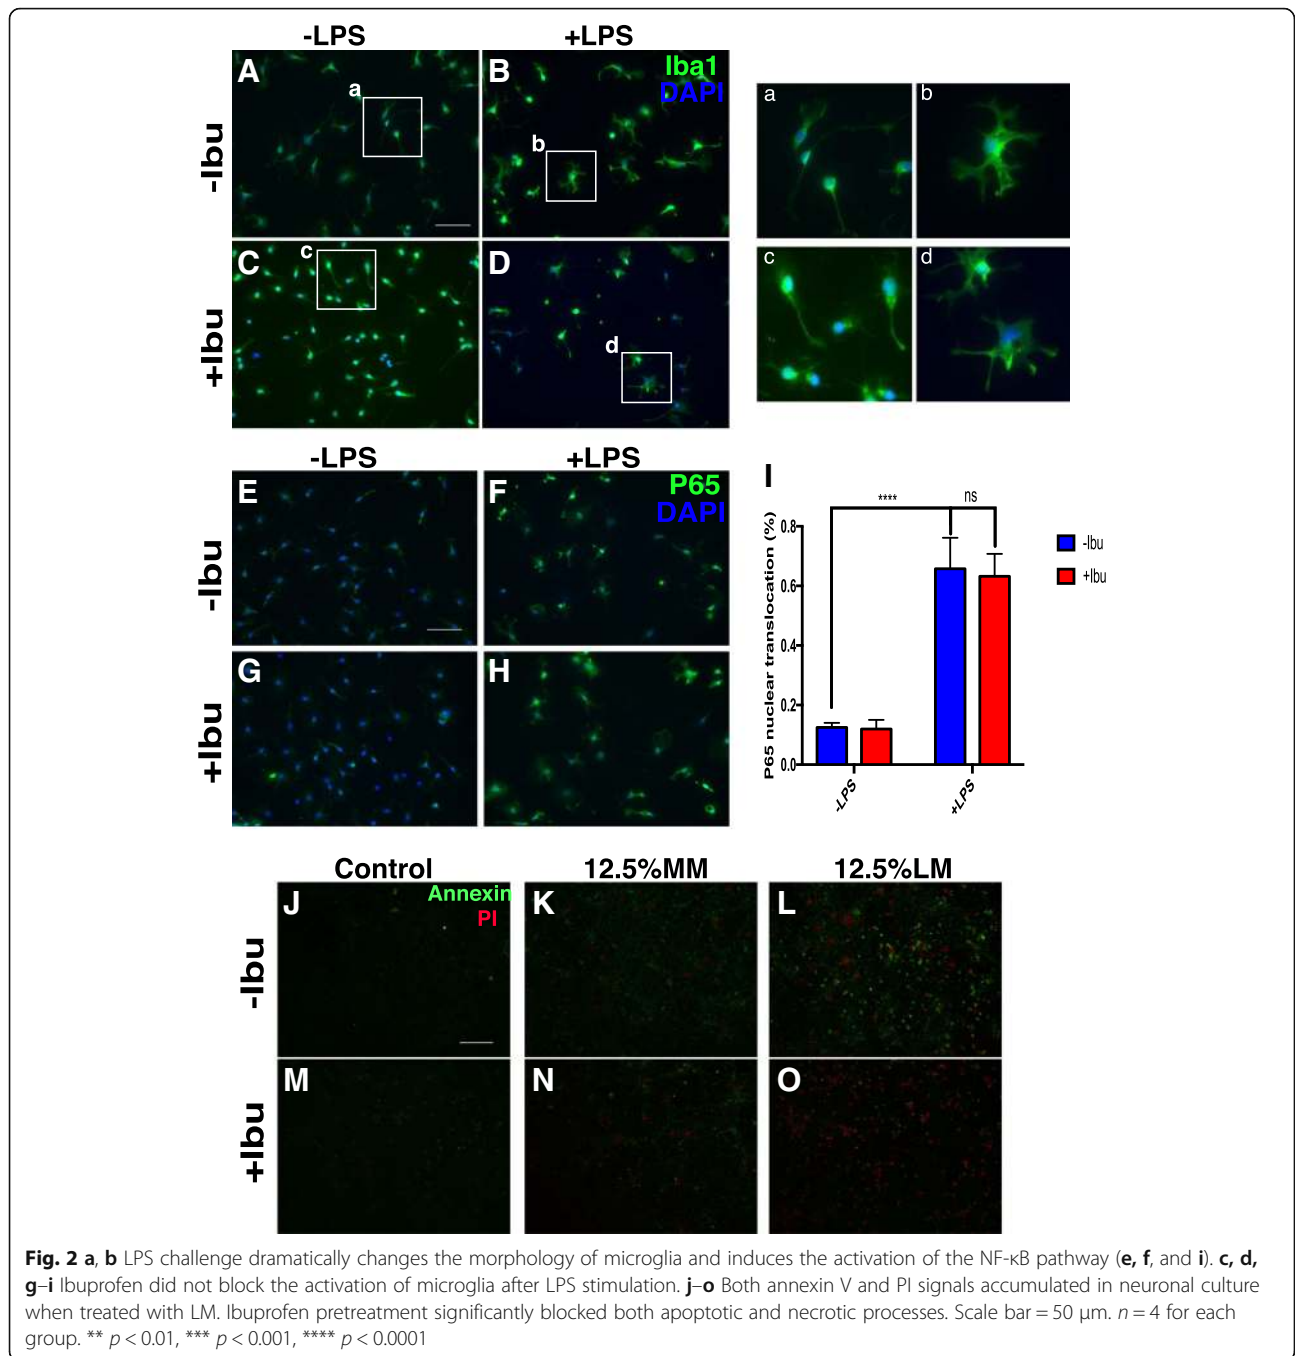 -LPS +LPS
A a B b Iba1
DAPI
-Ibu
a b
C c D d
+Ibu
c d
-LPS +LPS
E F P65
DAPI
-Ibu
G H
+Ibu
I
**** ns
P65 nuclear translocation (%)
0.8
0.6
0.4
0.2
0.0
-LPS +LPS
-Ibu
+Ibu
Control 12.5%MM 12.5%LM
J Annexin K L
PI
-Ibu
M N O
+Ibu
Fig. 2 a, b LPS challenge dramatically changes the morphology of microglia and induces the activation of the NF-κB pathway (e, f, and i). c, d,
g–i Ibuprofen did not block the activation of microglia after LPS stimulation. j–o Both annexin V and PI signals accumulated in neuronal culture
when treated with LM. Ibuprofen pretreatment significantly blocked both apoptotic and necrotic processes. Scale bar = 50 μm. n = 4 for each
group. ** p < 0.01, *** p < 0.001, **** p < 0.0001